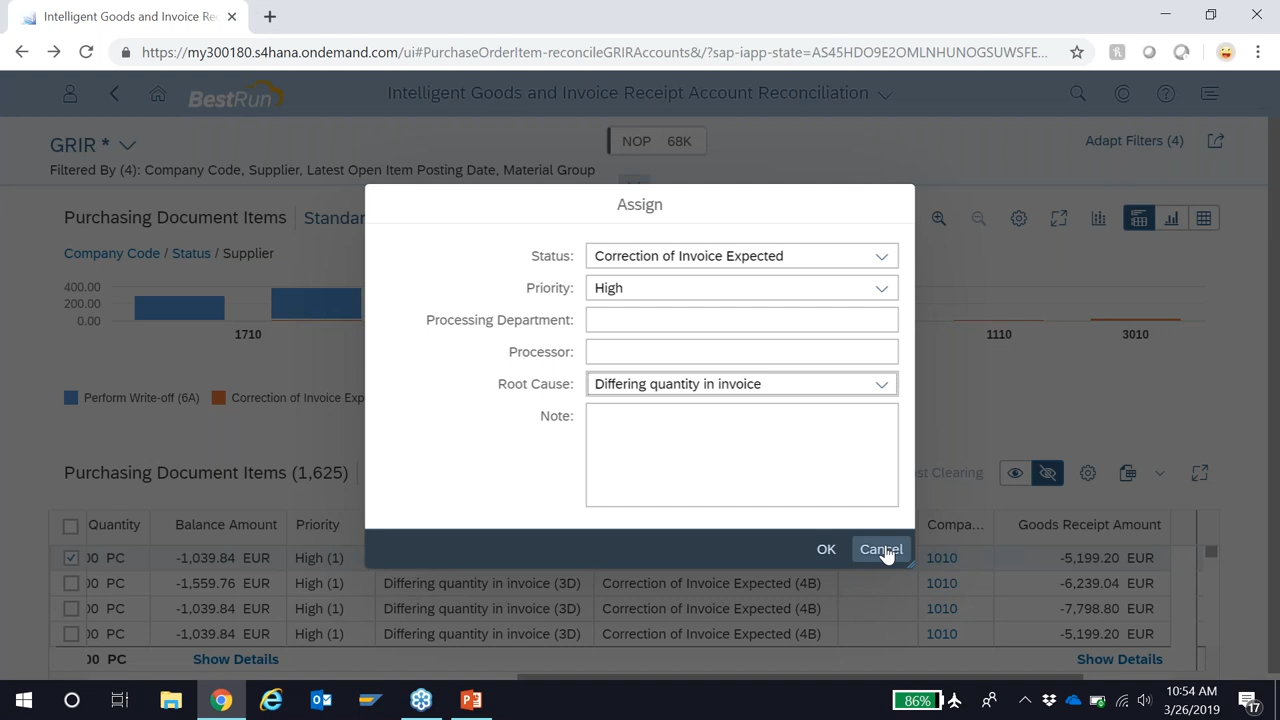 Intelligent Goods and Invoice Re
https://my300180.s4hana.ondemand.com/ui#PurchaseOrderItem-reconcileGRIRAccounts&/?sap-iapp-state=AS45HDO9E2OMLNHUNOGSUWSFE...
BestRun
Intelligent Goods and Invoice Receipt Account Reconciliation
GRIR *
NOP 68K
Adapt Filters (4)
Filtered By (4): Company Code, Supplier, Latest Open Item Posting Date, Material Group
Purchasing Document Items
Standar
Company Code / Status / Supplier
400.00
200.00
0.00
1710
1110
3010
Perform Write-off (6A)
Correction of Invoice Exp
Assign
Status: Correction of Invoice Expected
Priority: High
Processing Department:
Processor:
Root Cause: Differing quantity in invoice
Note:
OK Cancel
Purchasing Document Items (1,625)
st Clearing
Quantity Balance Amount Priority Compa... Goods Receipt Amount
00 PC -1,039.84 EUR High (1) 1010 -5,199.20 EUR
00 PC -1,559.76 EUR High (1) Differing quantity in invoice (3D) Correction of Invoice Expected (4B) 1010 -6,239.04 EUR
00 PC -1,039.84 EUR High (1) Differing quantity in invoice (3D) Correction of Invoice Expected (4B) 1010 -7,798.80 EUR
00 PC -1,039.84 EUR High (1) Differing quantity in invoice (3D) Correction of Invoice Expected (4B) 1010 -5,199.20 EUR
00 PC Show Details Show Details
86%
10:54 AM
3/26/2019
17